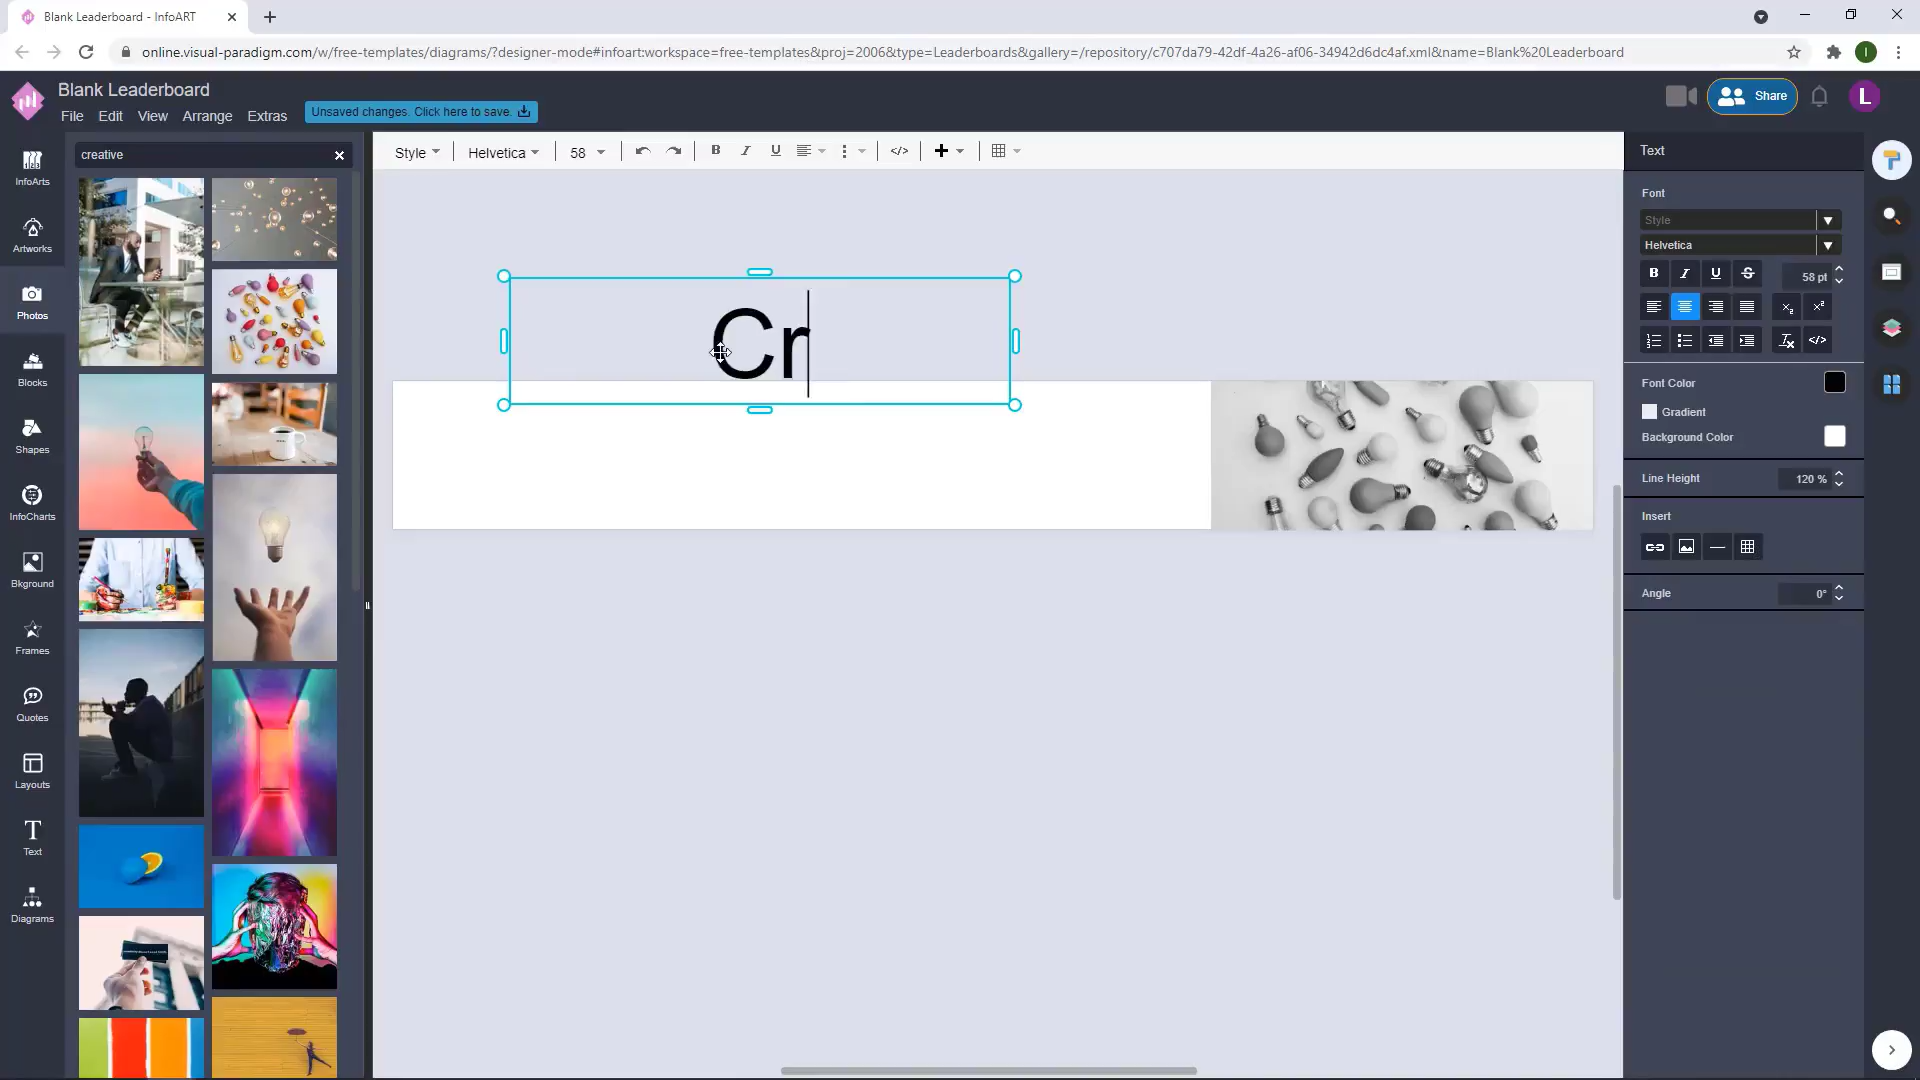 Blank Leaderboard - InfoART
online.visual-paradigm.com/w/free-templates/diagrams/?designer-mode#infoart:workspace=free-templates&proj=2006&type=Leaderboards&gallery=/repository/c707da79-42df-4a26-af06-34942d6dc4af.xml&name=Blank%20Leaderboard
I
Blank Leaderboard
File Edit View Arrange Extras
Unsaved changes. Click here to save.
Share
L
creative
Style Helvetica 58 B I U </>
Text
InfoArts
Artworks
Photos
Blocks
Shapes
InfoCharts
Bkground
Frames
Quotes
Layouts
Text
Diagrams
Cr
Font
Style
Helvetica
B I U S 58 pt
Font Color
Gradient
Background Color
Line Height 120 %
Insert
Angle 0°